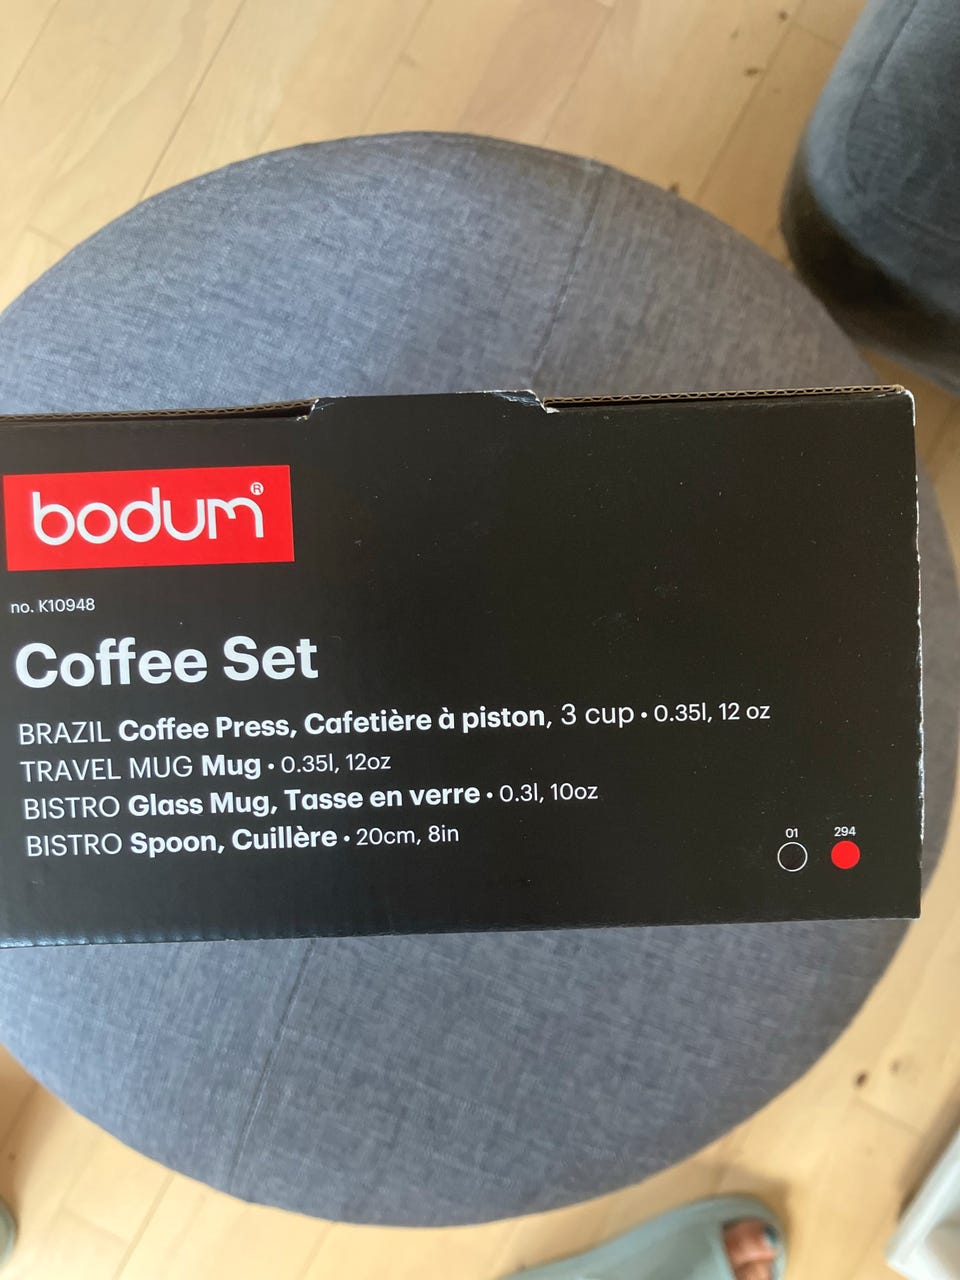 bodum®
no. K10948
Coffee Set
BRAZIL Coffee Press, Cafetière à piston, 3 cup • 0.35l, 12 oz
TRAVEL MUG Mug • 0.35l, 12oz
BISTRO Glass Mug, Tasse en verre • 0.3l, 10oz
BISTRO Spoon, Cuillère • 20cm, 8in
01 294